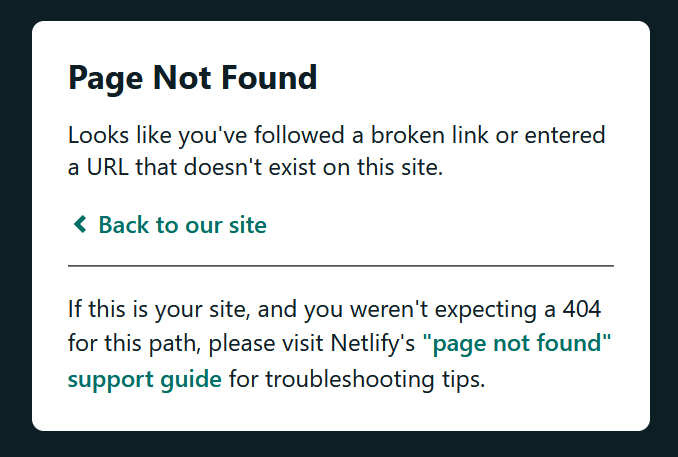 Page Not Found
Looks like you've followed a broken link or entered
a URL that doesn't exist on this site.
Back to our site
If this is your site, and you weren't expecting a 404
for this path, please visit Netlify's "page not found"
support guide for troubleshooting tips.